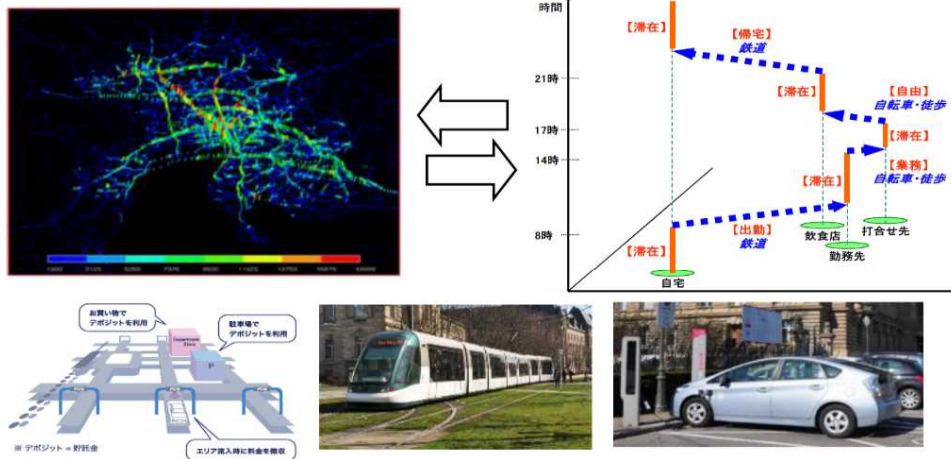 時間
【滞在】
【帰宅】
鉄道
21時
【滞在】
【自由】
自転車・徒歩
17時
【滞在】
14時
【業務】
自転車・徒歩
【滞在】
8時
【出勤】
鉄道
飲食店
打合せ先
勤務先
【滞在】
自宅
お買い物で
デポジットを利用
駐車場で
デポジットを利用
Department
Store
P
※ デポジット = 貯託金
エリア流入時に料金を徴収